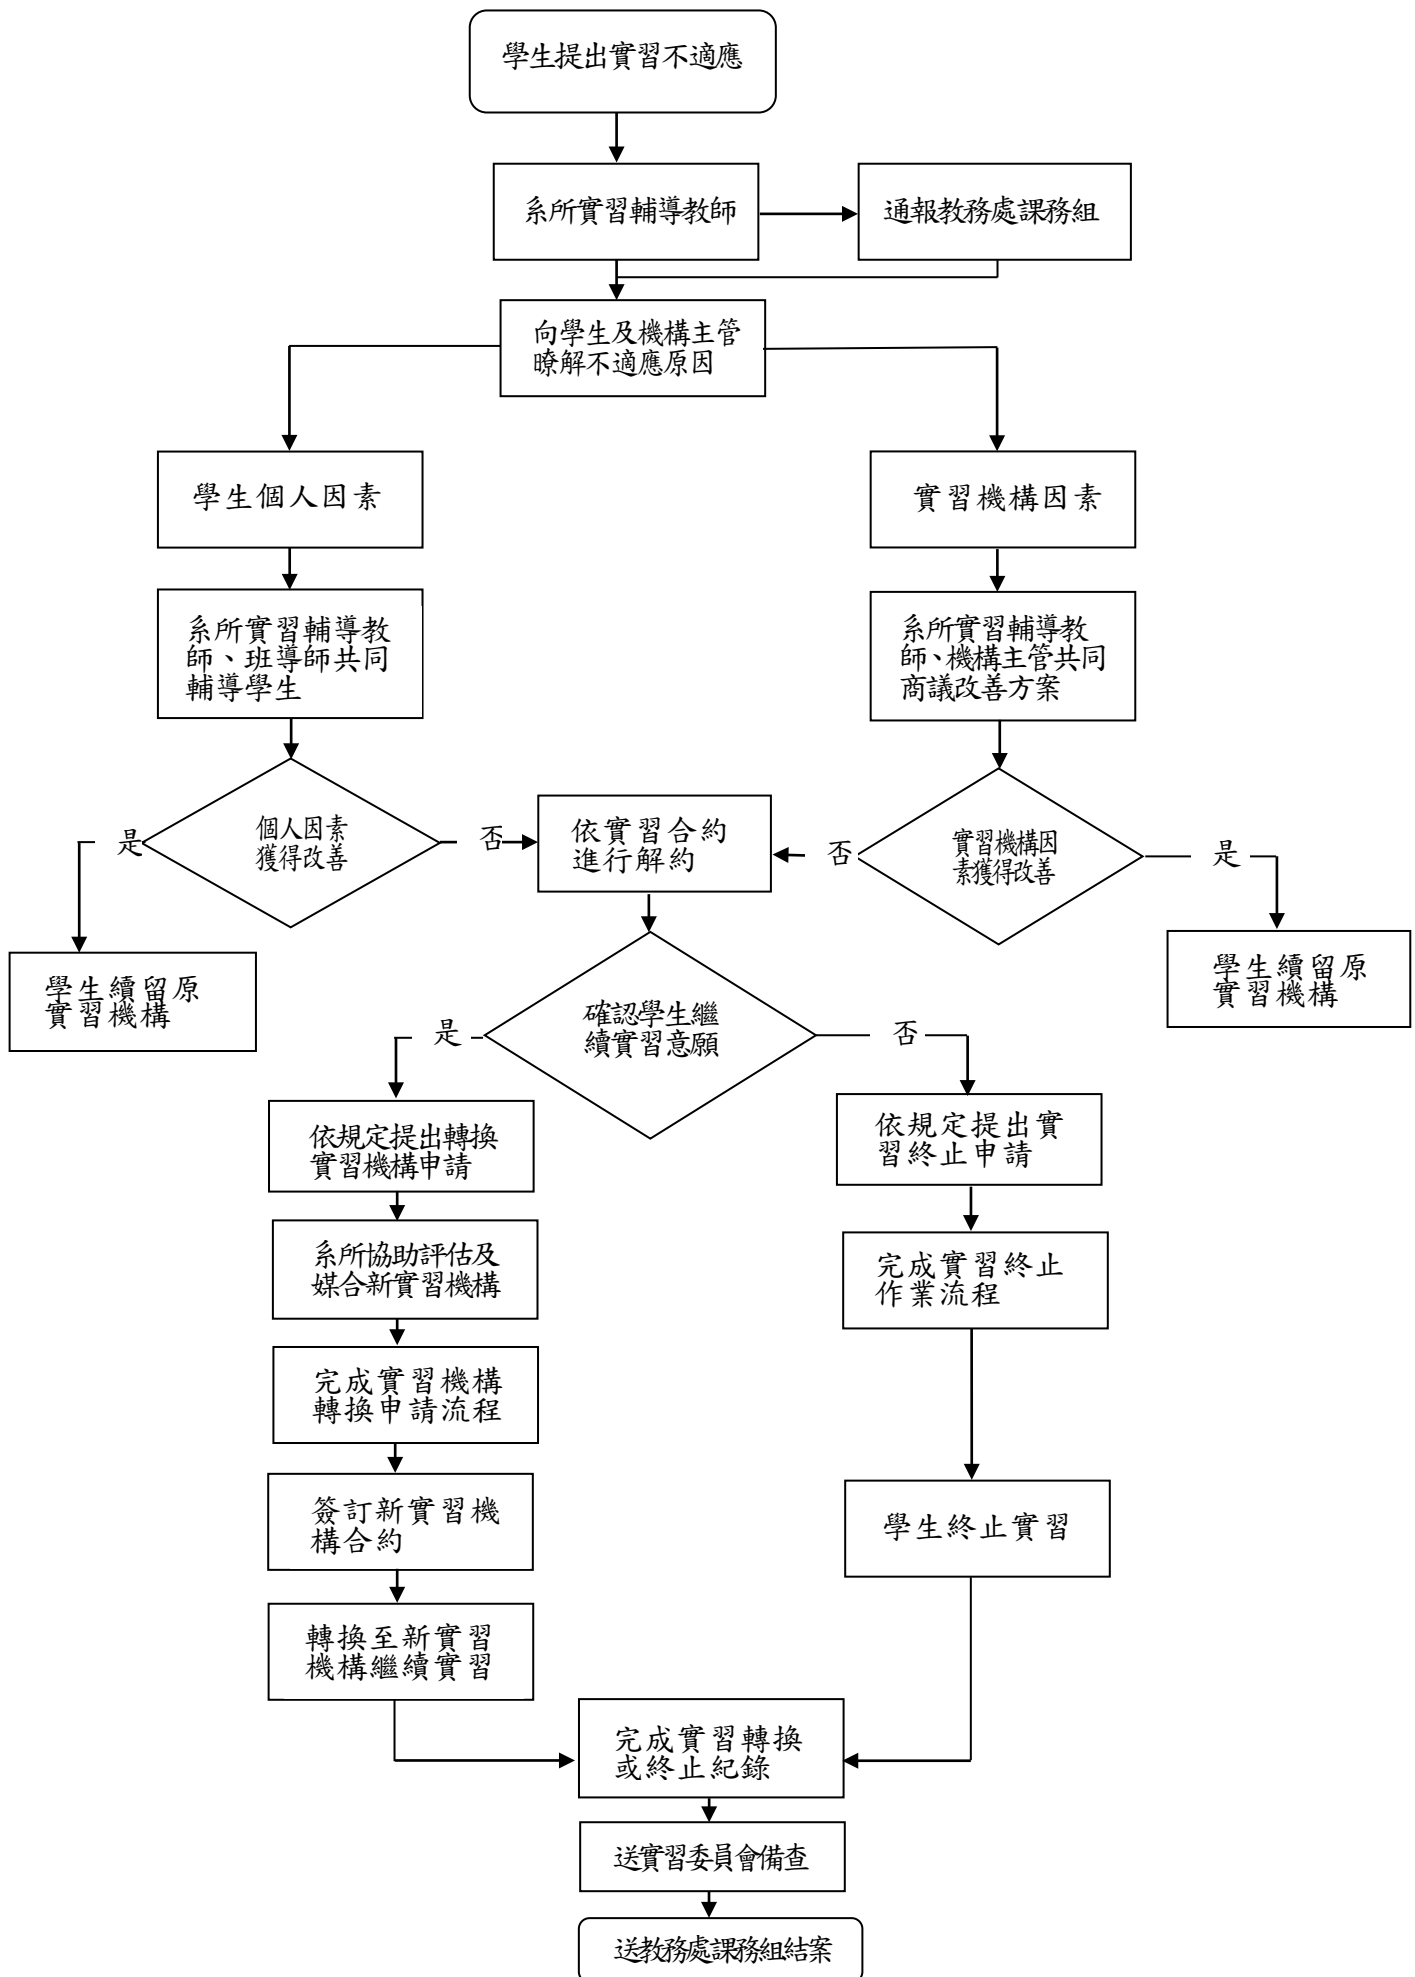 學生提出實習不適應
系所實習輔導教師
通報教務處課務組
向學生及機構主管
瞭解不適應原因
學生個人因素
實習機構因素
系所實習輔導教
師、班導師共同
輔導學生
系所實習輔導教
師、機構主管共同
商議改善方案
是
個人因素
獲得改善
否
依實習合約
進行解約
否
實習機構因
素獲得改善
是
學生續留原
實習機構
學生續留原
實習機構
是
確認學生繼
續實習意願
否
依規定提出轉換
實習機構申請
依規定提出實
習終止申請
系所協助評估及
媒合新實習機構
完成實習終止
作業流程
完成實習機構
轉換申請流程
簽訂新實習機
構合約
學生終止實習
轉換至新實習
機構繼續實習
完成實習轉換
或終止紀錄
送實習委員會備查
送教務處課務組結案